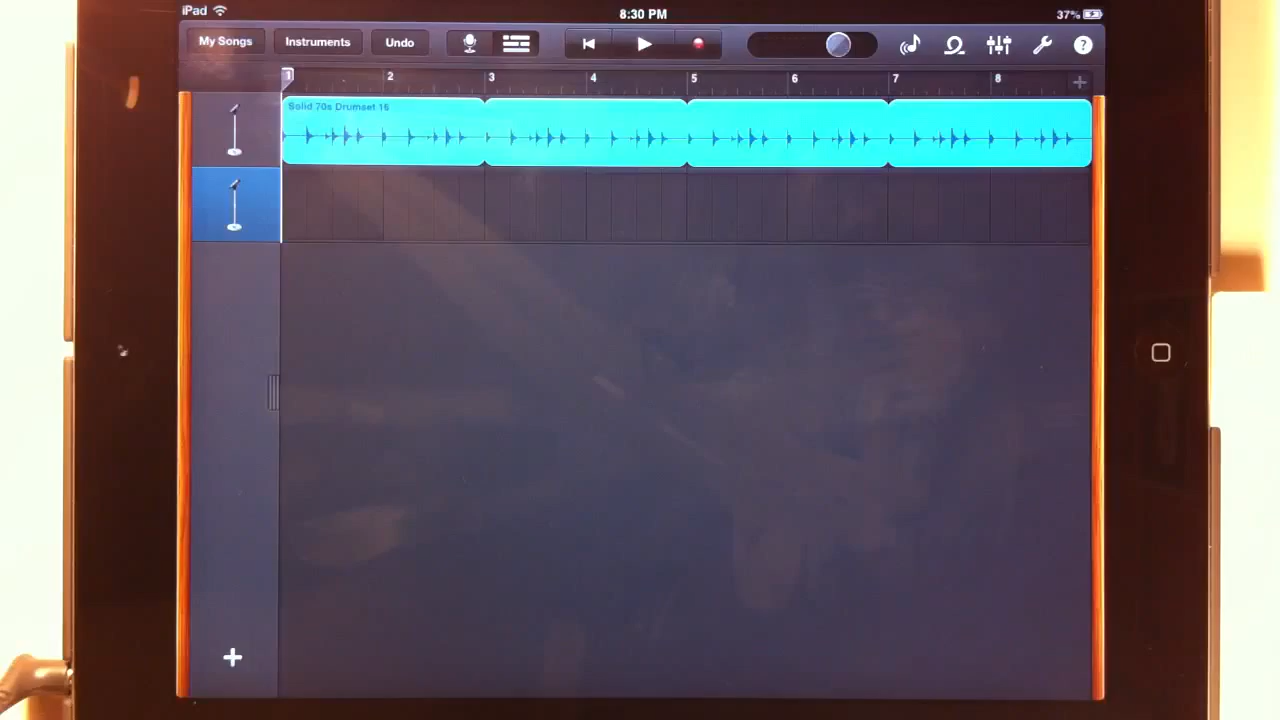 iPad 8:30 PM 37%
My Songs Instruments Undo ?
1 2 3 4 5 6 7 8 +
Solid 70s Drumset 15
+